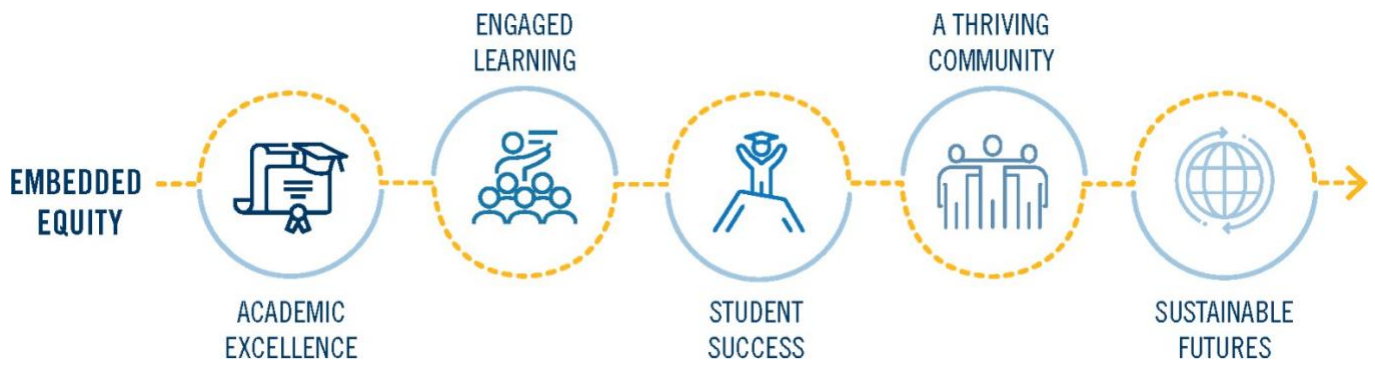 EMBEDDED
EQUITY
ACADEMIC
EXCELLENCE
ENGAGED
LEARNING
STUDENT
SUCCESS
A THRIVING
COMMUNITY
SUSTAINABLE
FUTURES